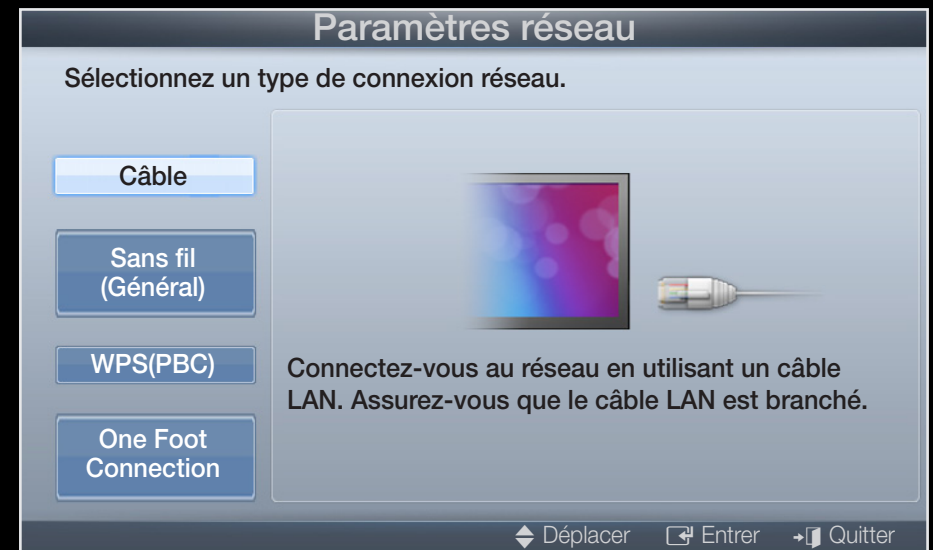 Paramètres réseau
Sélectionnez un type de connexion réseau.
Câble
Sans fil
(Général)
WPS(PBC)
One Foot
Connection
Connectez-vous au réseau en utilisant un câble
LAN. Assurez-vous que le câble LAN est branché.
Déplacer Entrer Quitter